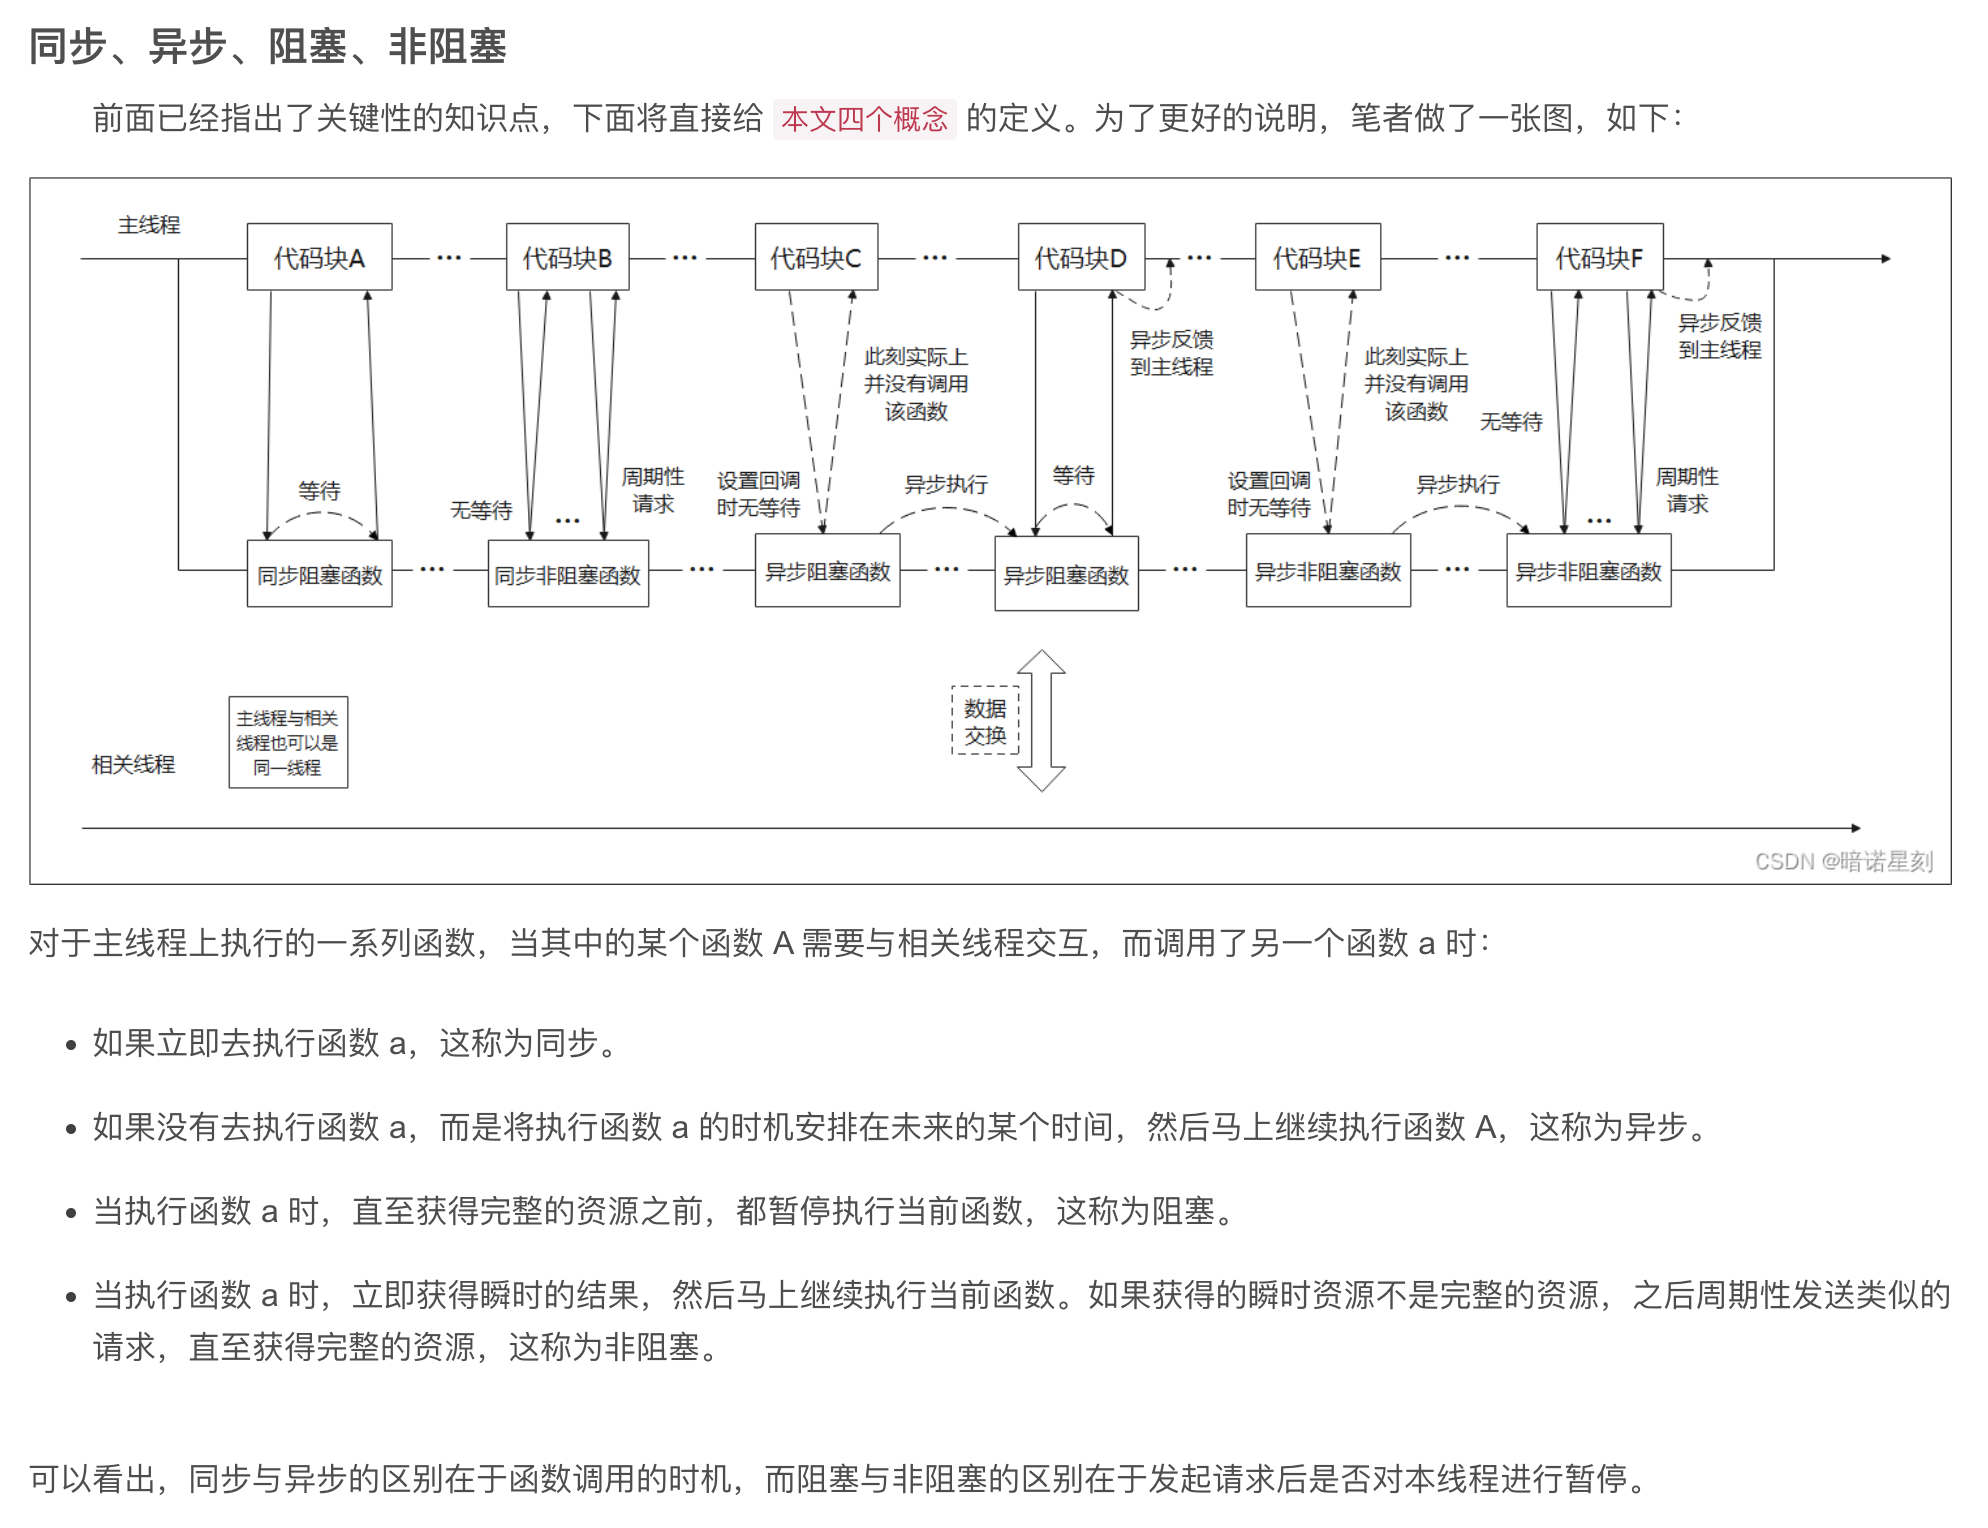 同步、异步、阻塞、非阻塞
前面已经指出了关键性的知识点，下面将直接给 本文四个概念 的定义。为了更好的说明，笔者做了一张图，如下：
主线程
代码块A
···
代码块B
···
代码块C
···
代码块D
···
代码块E
···
代码块F
异步反馈
到主线程
异步反馈
到主线程
此刻实际上
并没有调用
该函数
此刻实际上
并没有调用
该函数
等待
无等待
···
周期性
请求
设置回调
时无等待
异步执行
等待
设置回调
时无等待
异步执行
无等待
···
周期性
请求
同步阻塞函数
···
同步非阻塞函数
···
异步阻塞函数
···
异步阻塞函数
···
异步非阻塞函数
···
异步非阻塞函数
数据
交换
主线程与相关
线程也可以是
同一线程
相关线程
CSDN @暗诺星刻
对于主线程上执行的一系列函数，当其中的某个函数 A 需要与相关线程交互，而调用了另一个函数 a 时：
• 如果立即去执行函数 a，这称为同步。
• 如果没有去执行函数 a，而是将执行函数 a 的时机安排在未来的某个时间，然后马上继续执行函数 A，这称为异步。
• 当执行函数 a 时，直至获得完整的资源之前，都暂停执行当前函数，这称为阻塞。
• 当执行函数 a 时，立即获得瞬时的结果，然后马上继续执行当前函数。如果获得的瞬时资源不是完整的资源，之后周期性发送类似的
请求，直至获得完整的资源，这称为非阻塞。
可以看出，同步与异步的区别在于函数调用的时机，而阻塞与非阻塞的区别在于发起请求后是否对本线程进行暂停。